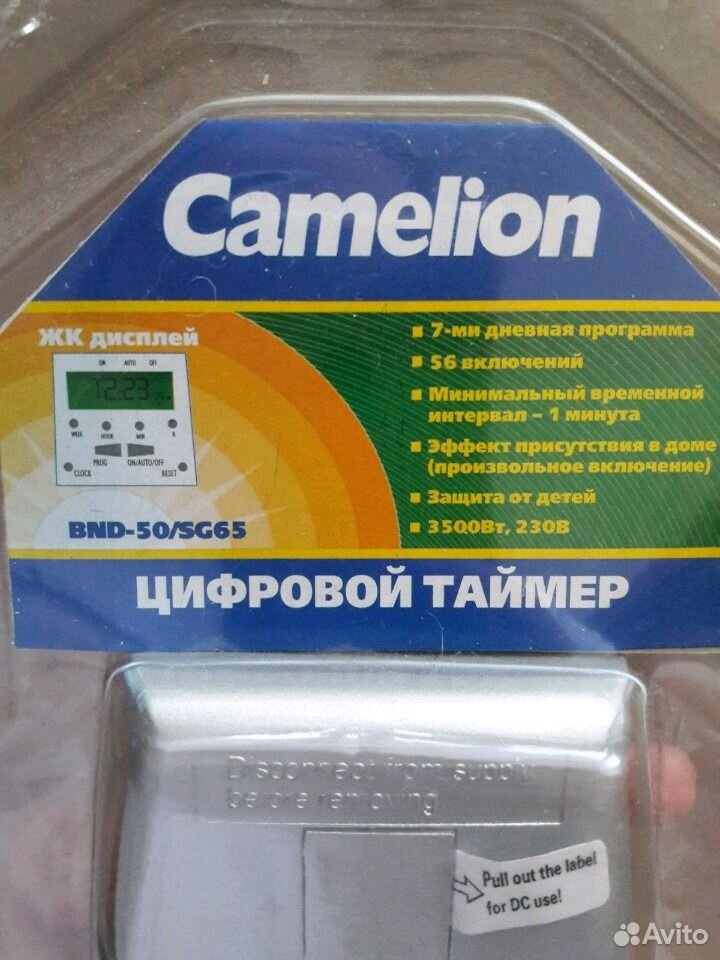 Camelion
ЖК дисплей
ON AUTO OFF
12:23
WEEK HOUR MIN R
PROG ON/AUTO/OFF
CLOCK RESET
BND-50/SG65
7-ми дневная программа
56 включений
Минимальный временной
интервал – 1 минута
Эффект присутствия в доме
(произвольное включение)
Защита от детей
3500Вт, 230В
ЦИФРОВОЙ ТАЙМЕР
Disconnect from supply
before removing
Pull out the label
for DC use!
Avito